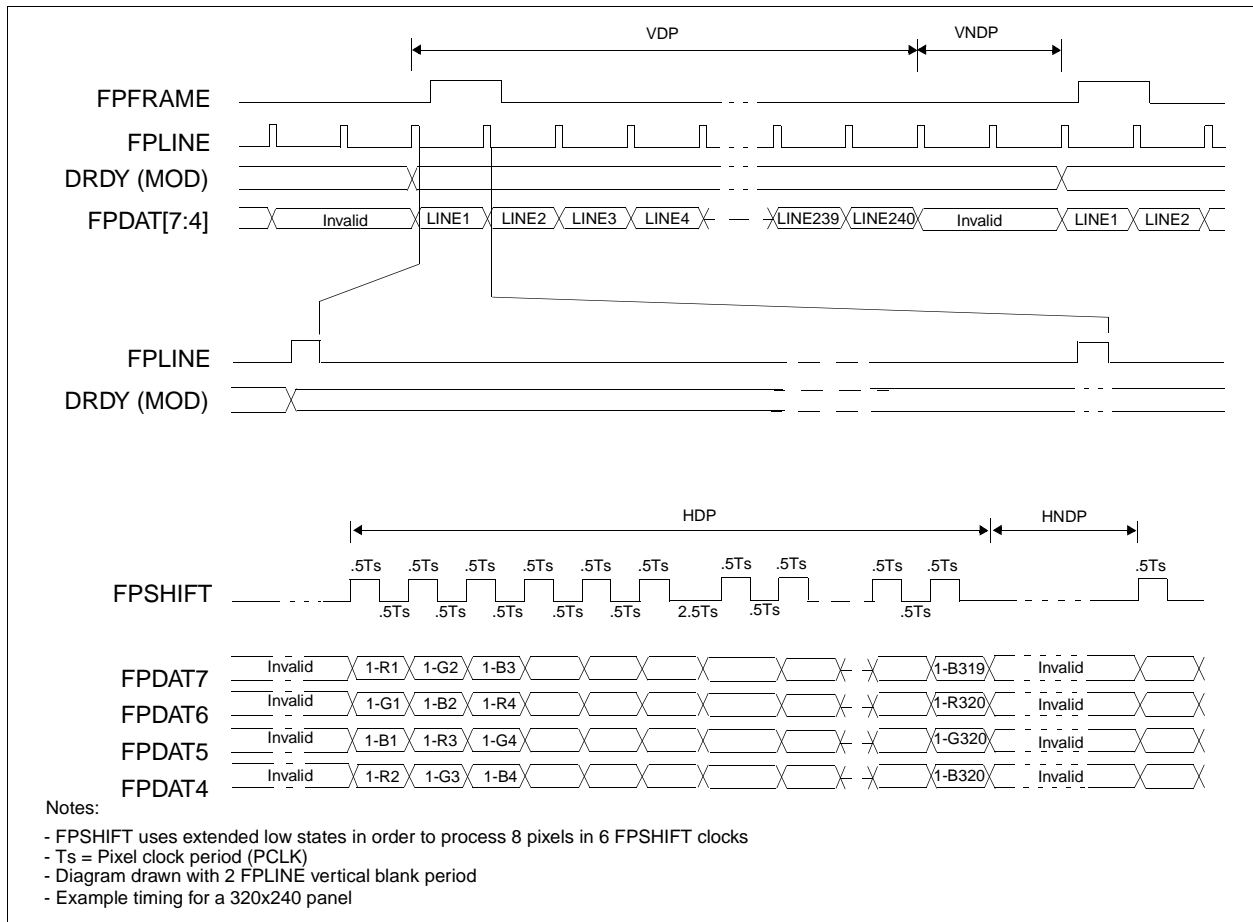 VDP VNDP
FPFRAME
FPLINE
DRDY (MOD)
FPDAT[7:4] Invalid LINE1 LINE2 LINE3 LINE4 LINE239 LINE240 Invalid LINE1 LINE2
FPLINE
DRDY (MOD)
HDP HNDP
.5Ts .5Ts .5Ts .5Ts .5Ts .5Ts .5Ts .5Ts .5Ts .5Ts .5Ts
FPSHIFT
.5Ts .5Ts .5Ts .5Ts .5Ts 2.5Ts .5Ts .5Ts
FPDAT7 Invalid 1-R1 1-G2 1-B3 1-B319 Invalid
FPDAT6 Invalid 1-G1 1-B2 1-R4 1-R320 Invalid
FPDAT5 Invalid 1-B1 1-R3 1-G4 1-G320 Invalid
FPDAT4 Invalid 1-R2 1-G3 1-B4 1-B320 Invalid
Notes:
- FPSHIFT uses extended low states in order to process 8 pixels in 6 FPSHIFT clocks
- Ts = Pixel clock period (PCLK)
- Diagram drawn with 2 FPLINE vertical blank period
- Example timing for a 320x240 panel